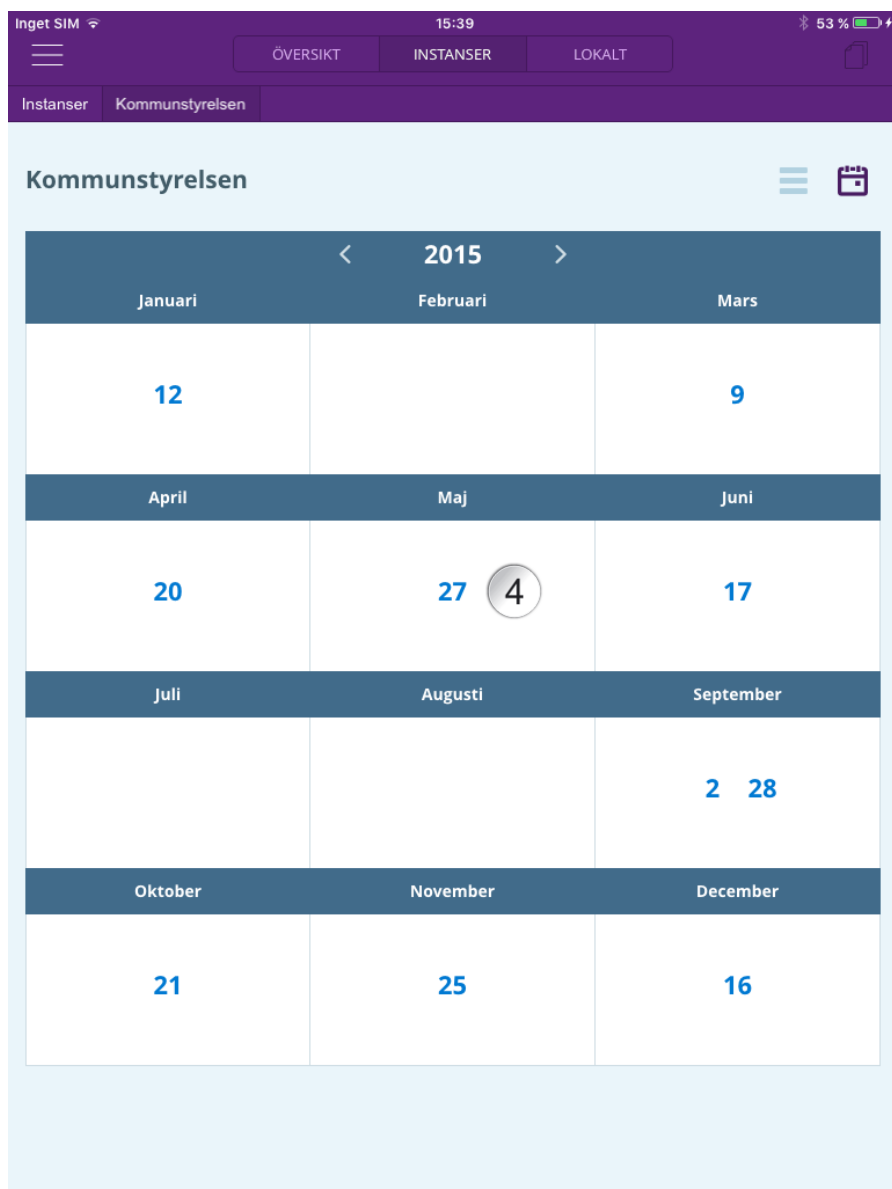 Inget SIM 15:39 53 %
ÖVERSIKT INSTANSER LOKALT
Instanser Kommunstyrelsen
Kommunstyrelsen
2015
Januari Februari Mars
12 9
April Maj Juni
20 27 4 17
Juli Augusti September
2 28
Oktober November December
21 25 16